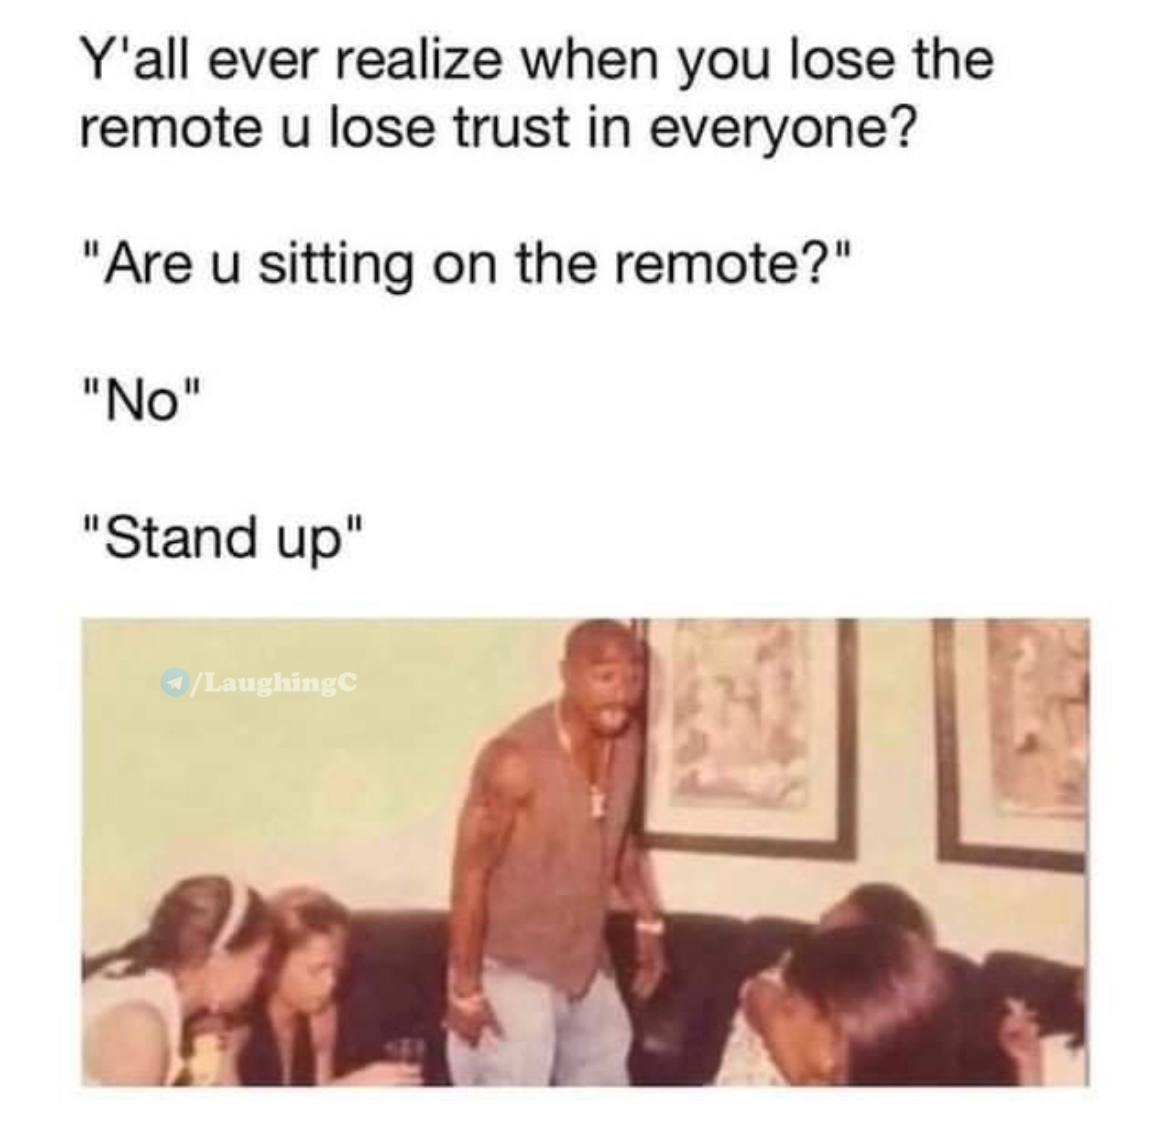 Y'all ever realize when you lose the
remote u lose trust in everyone?
"Are u sitting on the remote?"
"No"
"Stand up"
/LaughingC